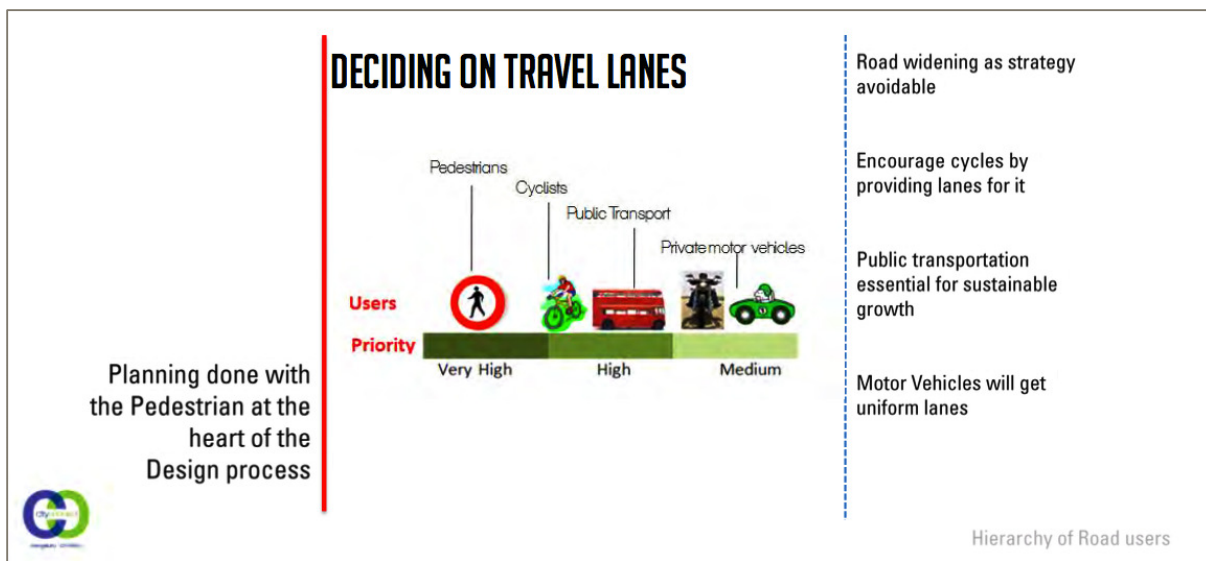 DECIDING ON TRAVEL LANES
Planning done with
the Pedestrian at the
heart of the
Design process
Pedestrians
Cyclists
Public Transport
Private motor vehicles
Users
Priority
Very High
High
Medium
Road widening as strategy
avoidable
Encourage cycles by
providing lanes for it
Public transportation
essential for sustainable
growth
Motor Vehicles will get
uniform lanes
city
Hierarchy of Road users